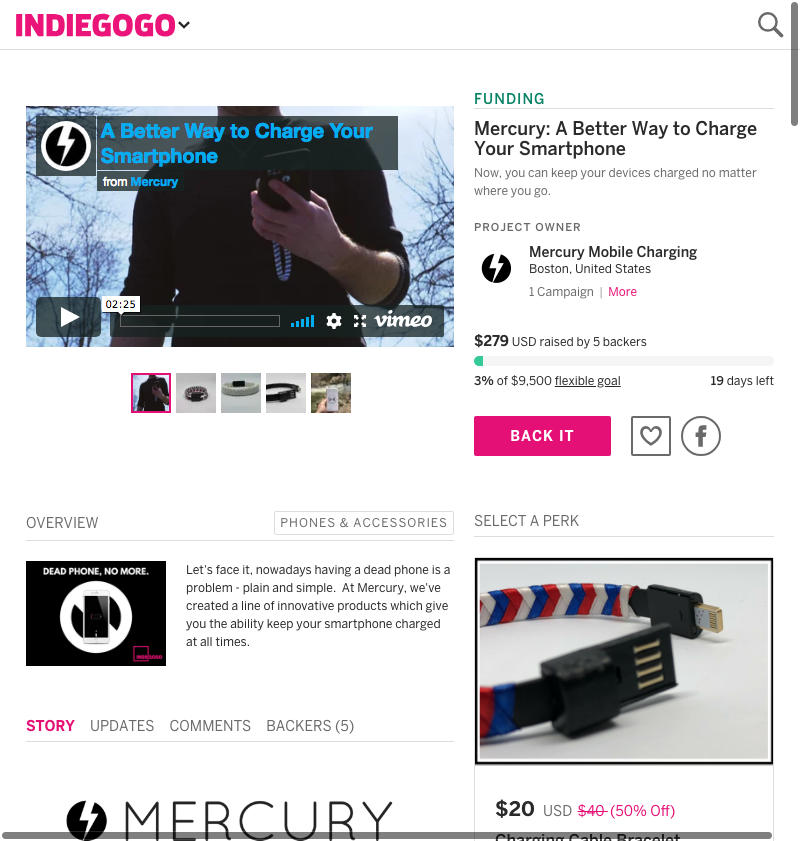 INDIEGOGO
A Better Way to Charge Your
Smartphone
from Mercury
02:25
vimeo
FUNDING
Mercury: A Better Way to Charge
Your Smartphone
Now, you can keep your devices charged no matter
where you go.
PROJECT OWNER
Mercury Mobile Charging
Boston, United States
1 Campaign | More
$279 USD raised by 5 backers
3% of $9,500 flexible goal
19 days left
BACK IT
OVERVIEW
PHONES & ACCESSORIES
DEAD PHONE, NO MORE.
INDIEGOGO
Let's face it, nowadays having a dead phone is a
problem - plain and simple.  At Mercury, we've
created a line of innovative products which give
you the ability keep your smartphone charged
at all times.
STORY
UPDATES
COMMENTS
BACKERS (5)
MERCURY
SELECT A PERK
$20 USD $40 (50% Off)
Charging Cable Bracelet